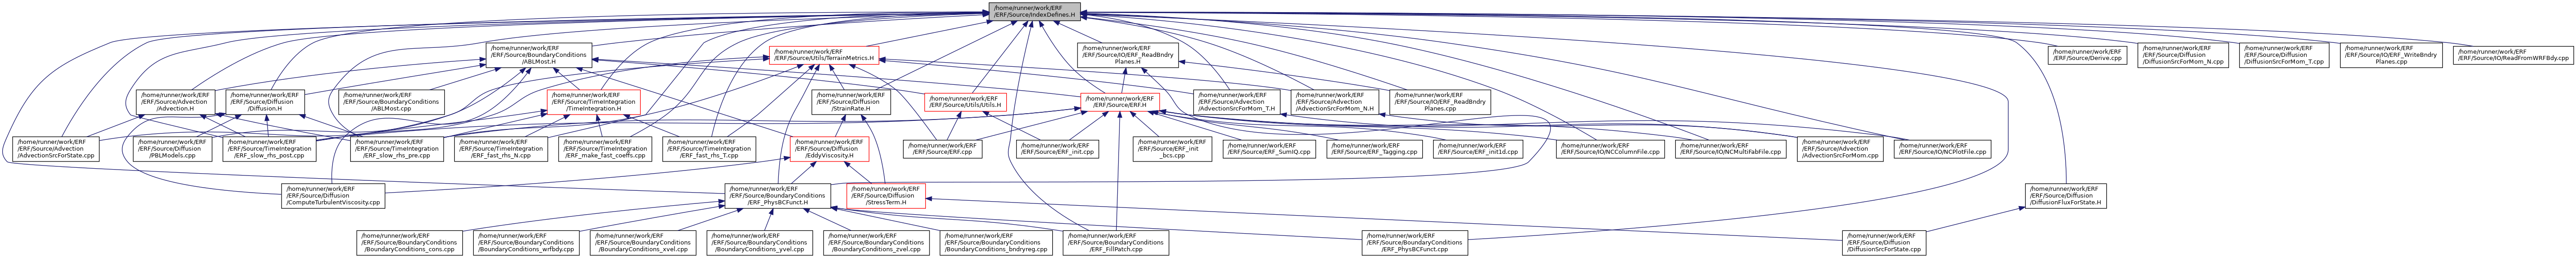 /home/runner/work/ERF
/ERF/Source/IndexDefines.H
/home/runner/work/ERF
/ERF/Source/BoundaryConditions
/ABLMost.H
/home/runner/work/ERF
/ERF/Source/Utils/TerrainMetrics.H
/home/runner/work/ERF
/ERF/Source/IO/ERF_ReadBndry
Planes.H
/home/runner/work/ERF
/ERF/Source/Derive.cpp
/home/runner/work/ERF
/ERF/Source/Diffusion
/DiffusionSrcForMom_N.cpp
/home/runner/work/ERF
/ERF/Source/Diffusion
/DiffusionSrcForMom_T.cpp
/home/runner/work/ERF
/ERF/Source/IO/ERF_WriteBndry
Planes.cpp
/home/runner/work/ERF
/ERF/Source/IO/ReadFromWRFBdy.cpp
/home/runner/work/ERF
/ERF/Source/Advection
/Advection.H
/home/runner/work/ERF
/ERF/Source/Diffusion
/Diffusion.H
/home/runner/work/ERF
/ERF/Source/BoundaryConditions
/ABLMost.cpp
/home/runner/work/ERF
/ERF/Source/TimeIntegration
/TimeIntegration.H
/home/runner/work/ERF
/ERF/Source/Diffusion
/StrainRate.H
/home/runner/work/ERF
/ERF/Source/Utils/Utils.H
/home/runner/work/ERF
/ERF/Source/ERF.H
/home/runner/work/ERF
/ERF/Source/Advection
/AdvectionSrcForMom_T.H
/home/runner/work/ERF
/ERF/Source/Advection
/AdvectionSrcForMom_N.H
/home/runner/work/ERF
/ERF/Source/IO/ERF_ReadBndry
Planes.cpp
/home/runner/work/ERF
/ERF/Source/Advection
/AdvectionSrcForState.cpp
/home/runner/work/ERF
/ERF/Source/Diffusion
/PBLModels.cpp
/home/runner/work/ERF
/ERF/Source/TimeIntegration
/ERF_slow_rhs_post.cpp
/home/runner/work/ERF
/ERF/Source/TimeIntegration
/ERF_slow_rhs_pre.cpp
/home/runner/work/ERF
/ERF/Source/TimeIntegration
/ERF_fast_rhs_N.cpp
/home/runner/work/ERF
/ERF/Source/TimeIntegration
/ERF_make_fast_coeffs.cpp
/home/runner/work/ERF
/ERF/Source/TimeIntegration
/ERF_fast_rhs_T.cpp
/home/runner/work/ERF
/ERF/Source/Diffusion
/EddyViscosity.H
/home/runner/work/ERF
/ERF/Source/ERF.cpp
/home/runner/work/ERF
/ERF/Source/ERF_init.cpp
/home/runner/work/ERF
/ERF/Source/ERF_init
_bcs.cpp
/home/runner/work/ERF
/ERF/Source/ERF_SumIQ.cpp
/home/runner/work/ERF
/ERF/Source/ERF_Tagging.cpp
/home/runner/work/ERF
/ERF/Source/ERF_init1d.cpp
/home/runner/work/ERF
/ERF/Source/IO/NCColumnFile.cpp
/home/runner/work/ERF
/ERF/Source/IO/NCMultiFabFile.cpp
/home/runner/work/ERF
/ERF/Source/Advection
/AdvectionSrcForMom.cpp
/home/runner/work/ERF
/ERF/Source/IO/NCPlotFile.cpp
/home/runner/work/ERF
/ERF/Source/Diffusion
/ComputeTurbulentViscosity.cpp
/home/runner/work/ERF
/ERF/Source/BoundaryConditions
/ERF_PhysBCFunct.H
/home/runner/work/ERF
/ERF/Source/Diffusion
/StressTerm.H
/home/runner/work/ERF
/ERF/Source/Diffusion
/DiffusionFluxForState.H
/home/runner/work/ERF
/ERF/Source/BoundaryConditions
/BoundaryConditions_cons.cpp
/home/runner/work/ERF
/ERF/Source/BoundaryConditions
/BoundaryConditions_wrfbdy.cpp
/home/runner/work/ERF
/ERF/Source/BoundaryConditions
/BoundaryConditions_xvel.cpp
/home/runner/work/ERF
/ERF/Source/BoundaryConditions
/BoundaryConditions_yvel.cpp
/home/runner/work/ERF
/ERF/Source/BoundaryConditions
/BoundaryConditions_zvel.cpp
/home/runner/work/ERF
/ERF/Source/BoundaryConditions
/BoundaryConditions_bndryreg.cpp
/home/runner/work/ERF
/ERF/Source/BoundaryConditions
/ERF_FillPatch.cpp
/home/runner/work/ERF
/ERF/Source/BoundaryConditions
/ERF_PhysBCFunct.cpp
/home/runner/work/ERF
/ERF/Source/Diffusion
/DiffusionSrcForState.cpp